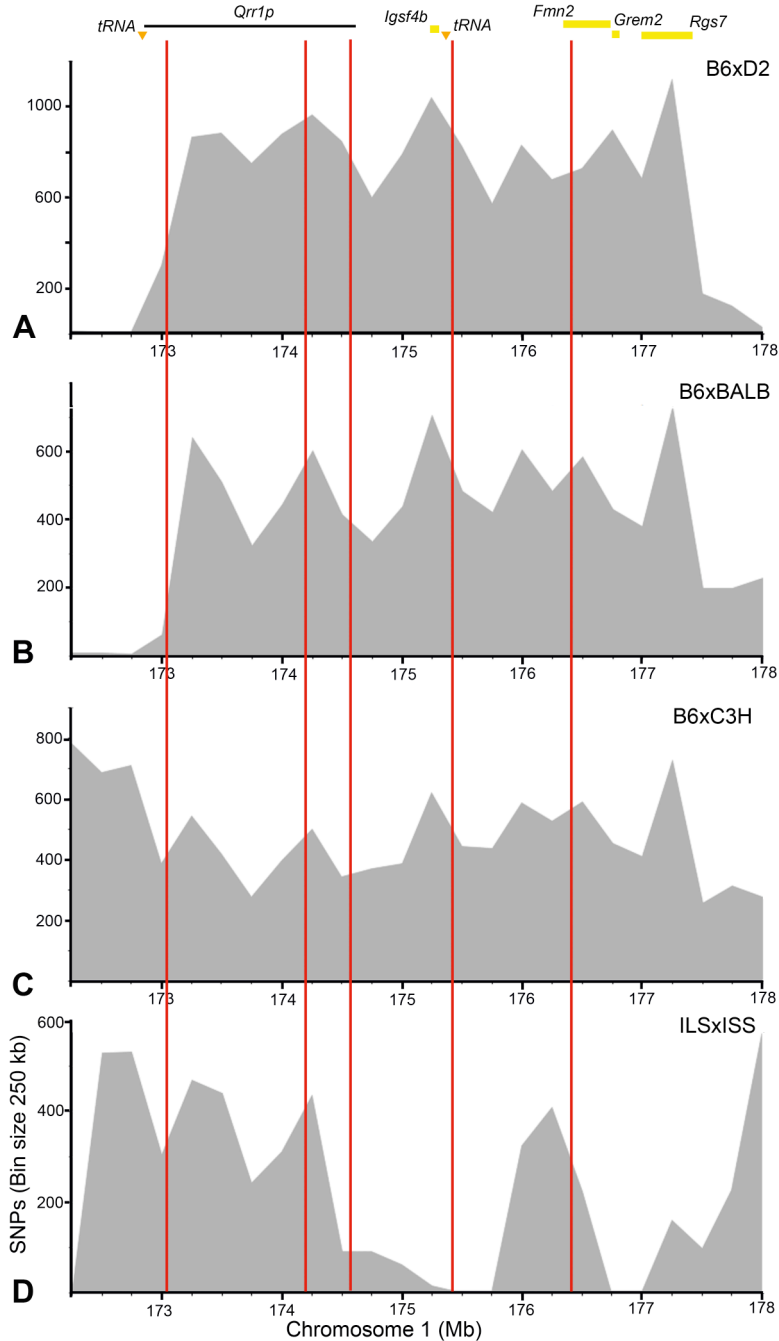 tRNA Qrr1p Igsf4b tRNA Fmn2 Grem2 Rgs7
B6xD2
1000
600
200
A
173 174 175 176 177 178
B6xBALB
600
400
200
B
173 174 175 176 177 178
B6xC3H
800
600
400
200
C
173 174 175 176 177 178
ILSxISS
600
400
200
SNPs (Bin size 250 kb)
D
173 174 175 176 177 178
Chromosome 1 (Mb)